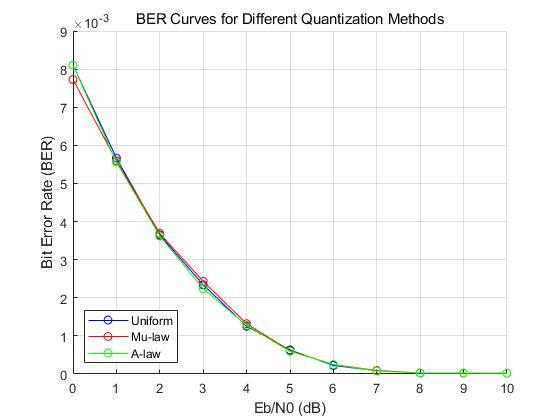 BER Curves for Different Quantization Methods
×10-3
9
8
7
6
5
4
3
2
1
0
Bit Error Rate (BER)
Uniform
Mu-law
A-law
0 1 2 3 4 5 6 7 8 9 10
Eb/N0 (dB)